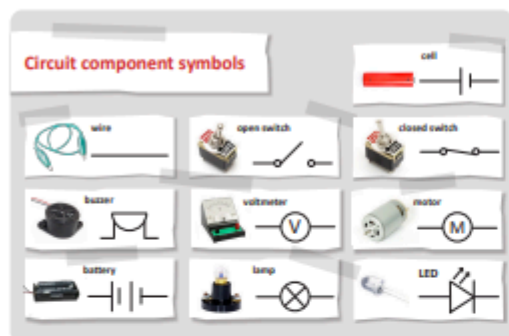 Circuit component symbols
cell
wire
open switch
closed switch
buzzer
voltmeter
V
motor
M
battery
lamp
LED